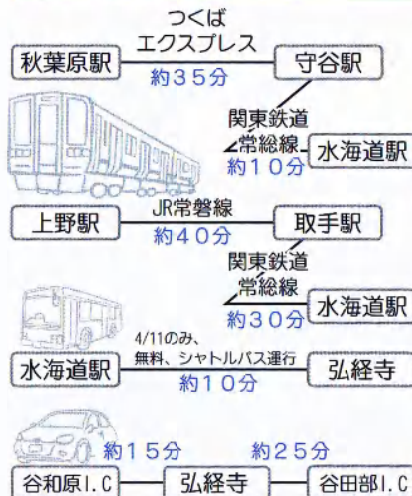 つくば
エクスプレス
秋葉原駅 守谷駅
約35分
関東鉄道
常総線
約10分 水海道駅
JR常磐線
上野駅 取手駅
約40分
関東鉄道
常総線
約30分 水海道駅
4/11のみ、
無料、シャトルバス運行
水海道駅 弘経寺
約10分
約15分 約25分
谷和原I.C 弘経寺 谷田部I.C